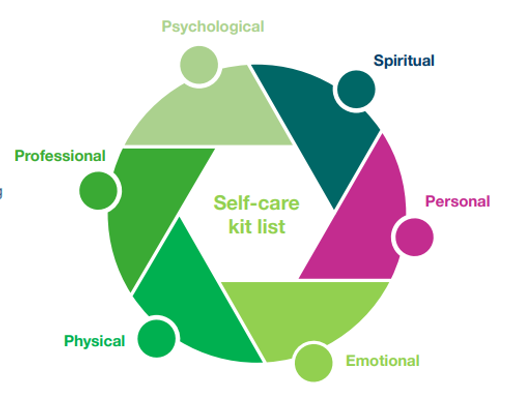 Psychological
Spiritual
Professional
Self-care
kit list
Personal
Physical
Emotional